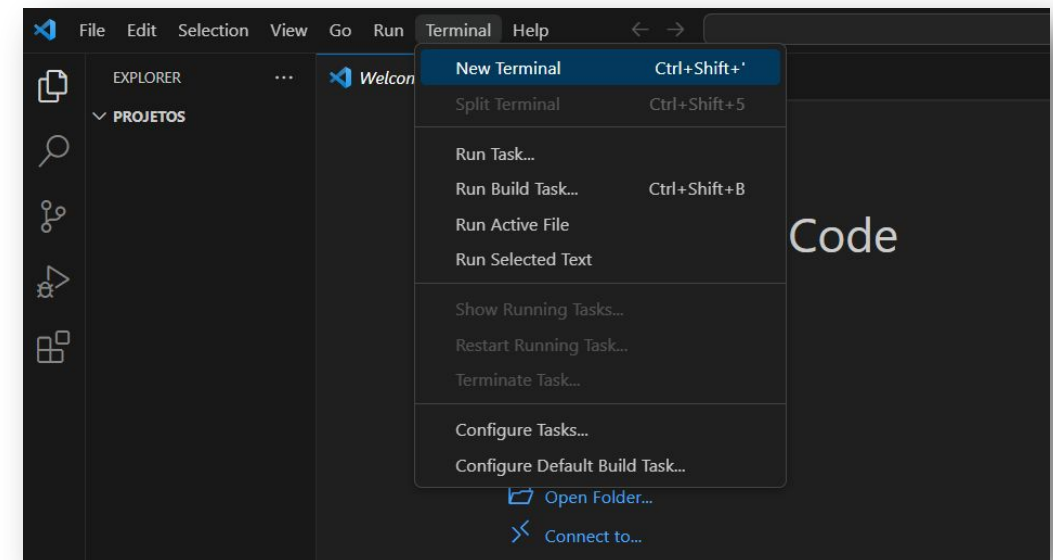 File Edit Selection View Go Run Terminal Help
EXPLORER ... Welcon
PROJETOS
New Terminal Ctrl+Shift+'
Split Terminal Ctrl+Shift+5
Run Task...
Run Build Task... Ctrl+Shift+B
Run Active File
Run Selected Text
Show Running Tasks...
Restart Running Task...
Terminate Task...
Configure Tasks...
Configure Default Build Task...
Code
Open Folder...
Connect to...